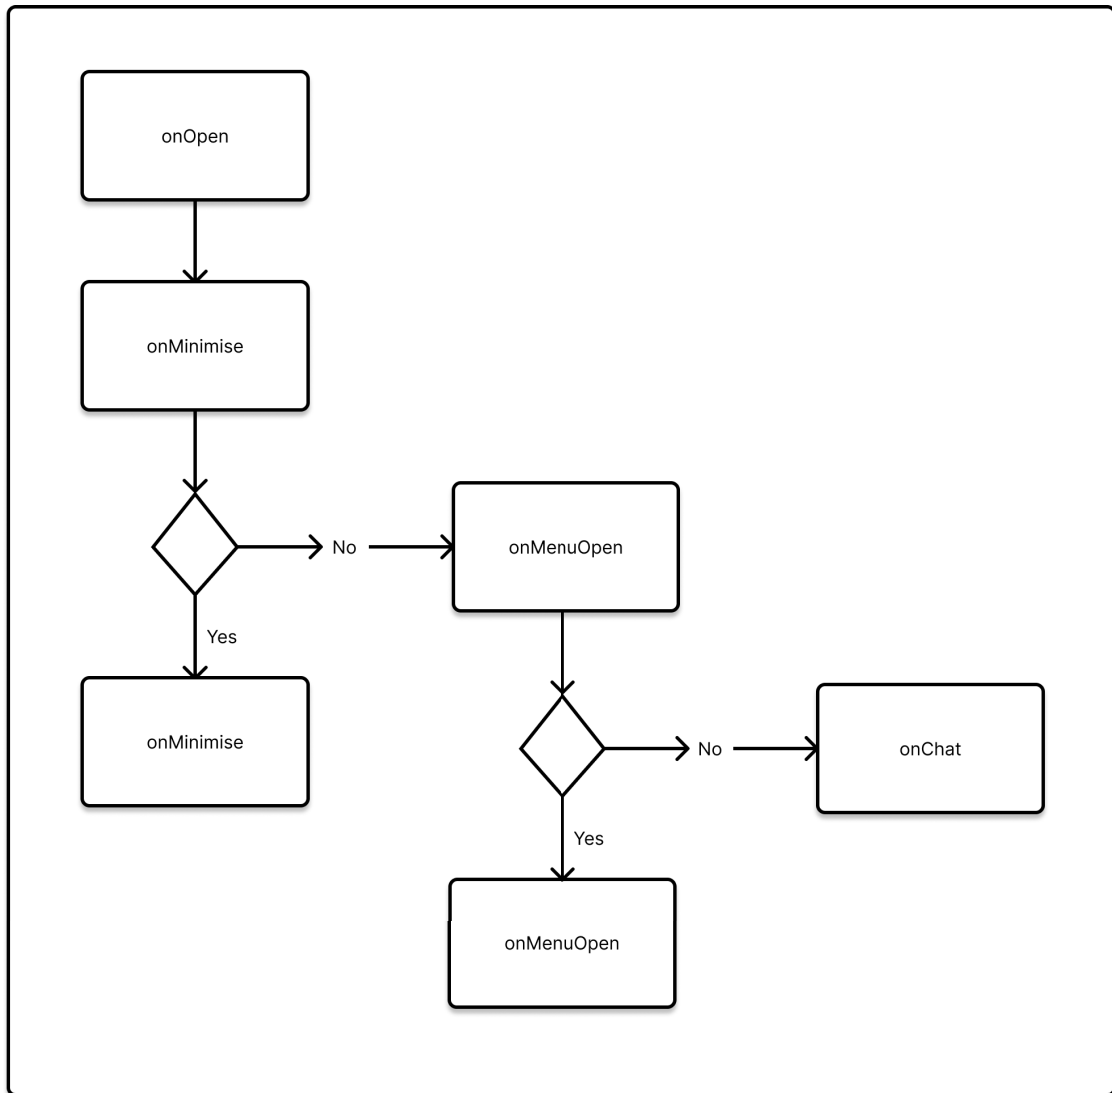 onOpen
onMinimise
No
onMenuOpen
Yes
onMinimise
No
onChat
Yes
onMenuOpen